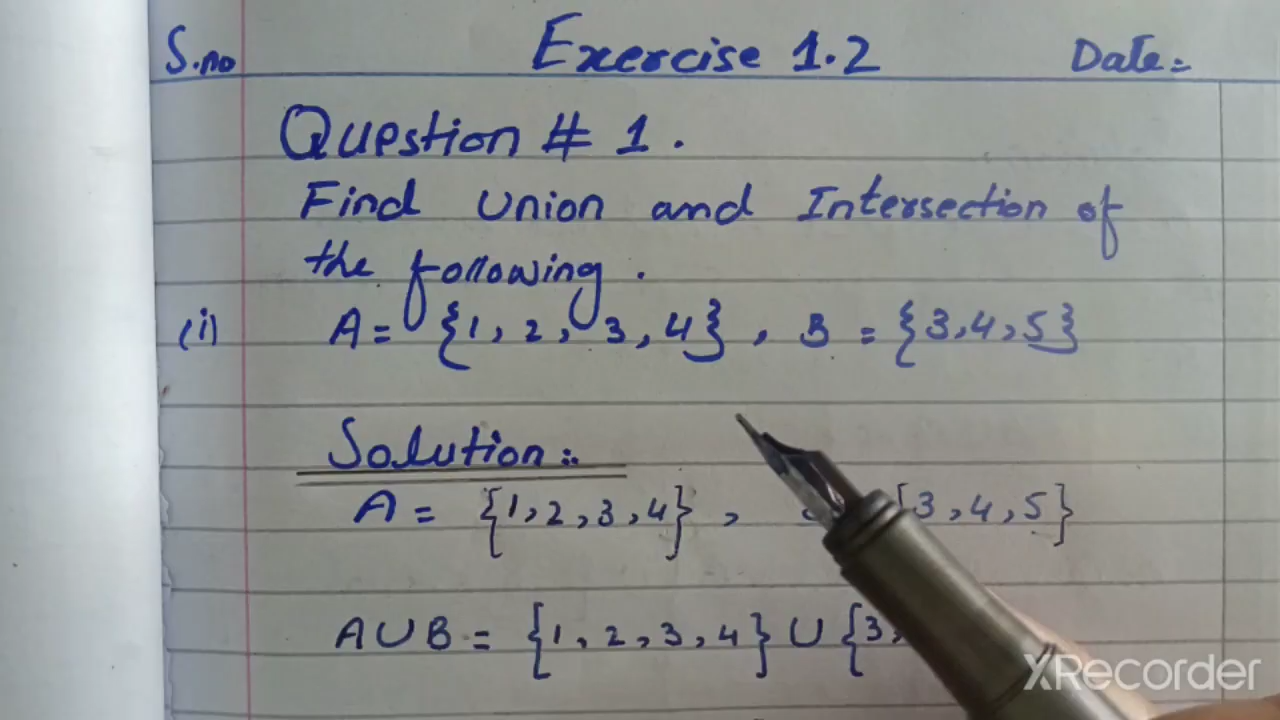 S.no Exercise 1.2 Date:
Question # 1.
Find Union and Intersection of
the following.
(i) A = {1, 2, 3, 4}, B = {3,4,5}
Solution:
A = {1,2,3,4}, {3,4,5}
A∪B = {1, 2, 3, 4} ∪ {3,
XRecorder